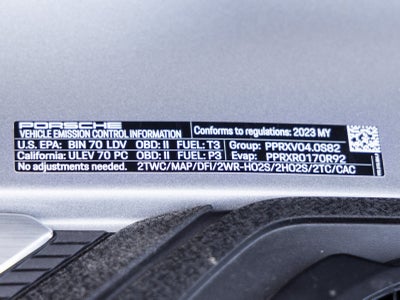 PORSCHE
VEHICLE EMISSION CONTROL INFORMATION
Conforms to regulations: 2023 MY
U.S. EPA: BIN 70 LDV OBD: II FUEL: T3 Group: PPRXV04.0S82
California: ULEV 70 PC OBD: II FUEL: P3 Evap: PPRXR0170R92
No adjustments needed. 2TWC/MAP/DFI/2WR-HO2S/2HO2S/2TC/CAC